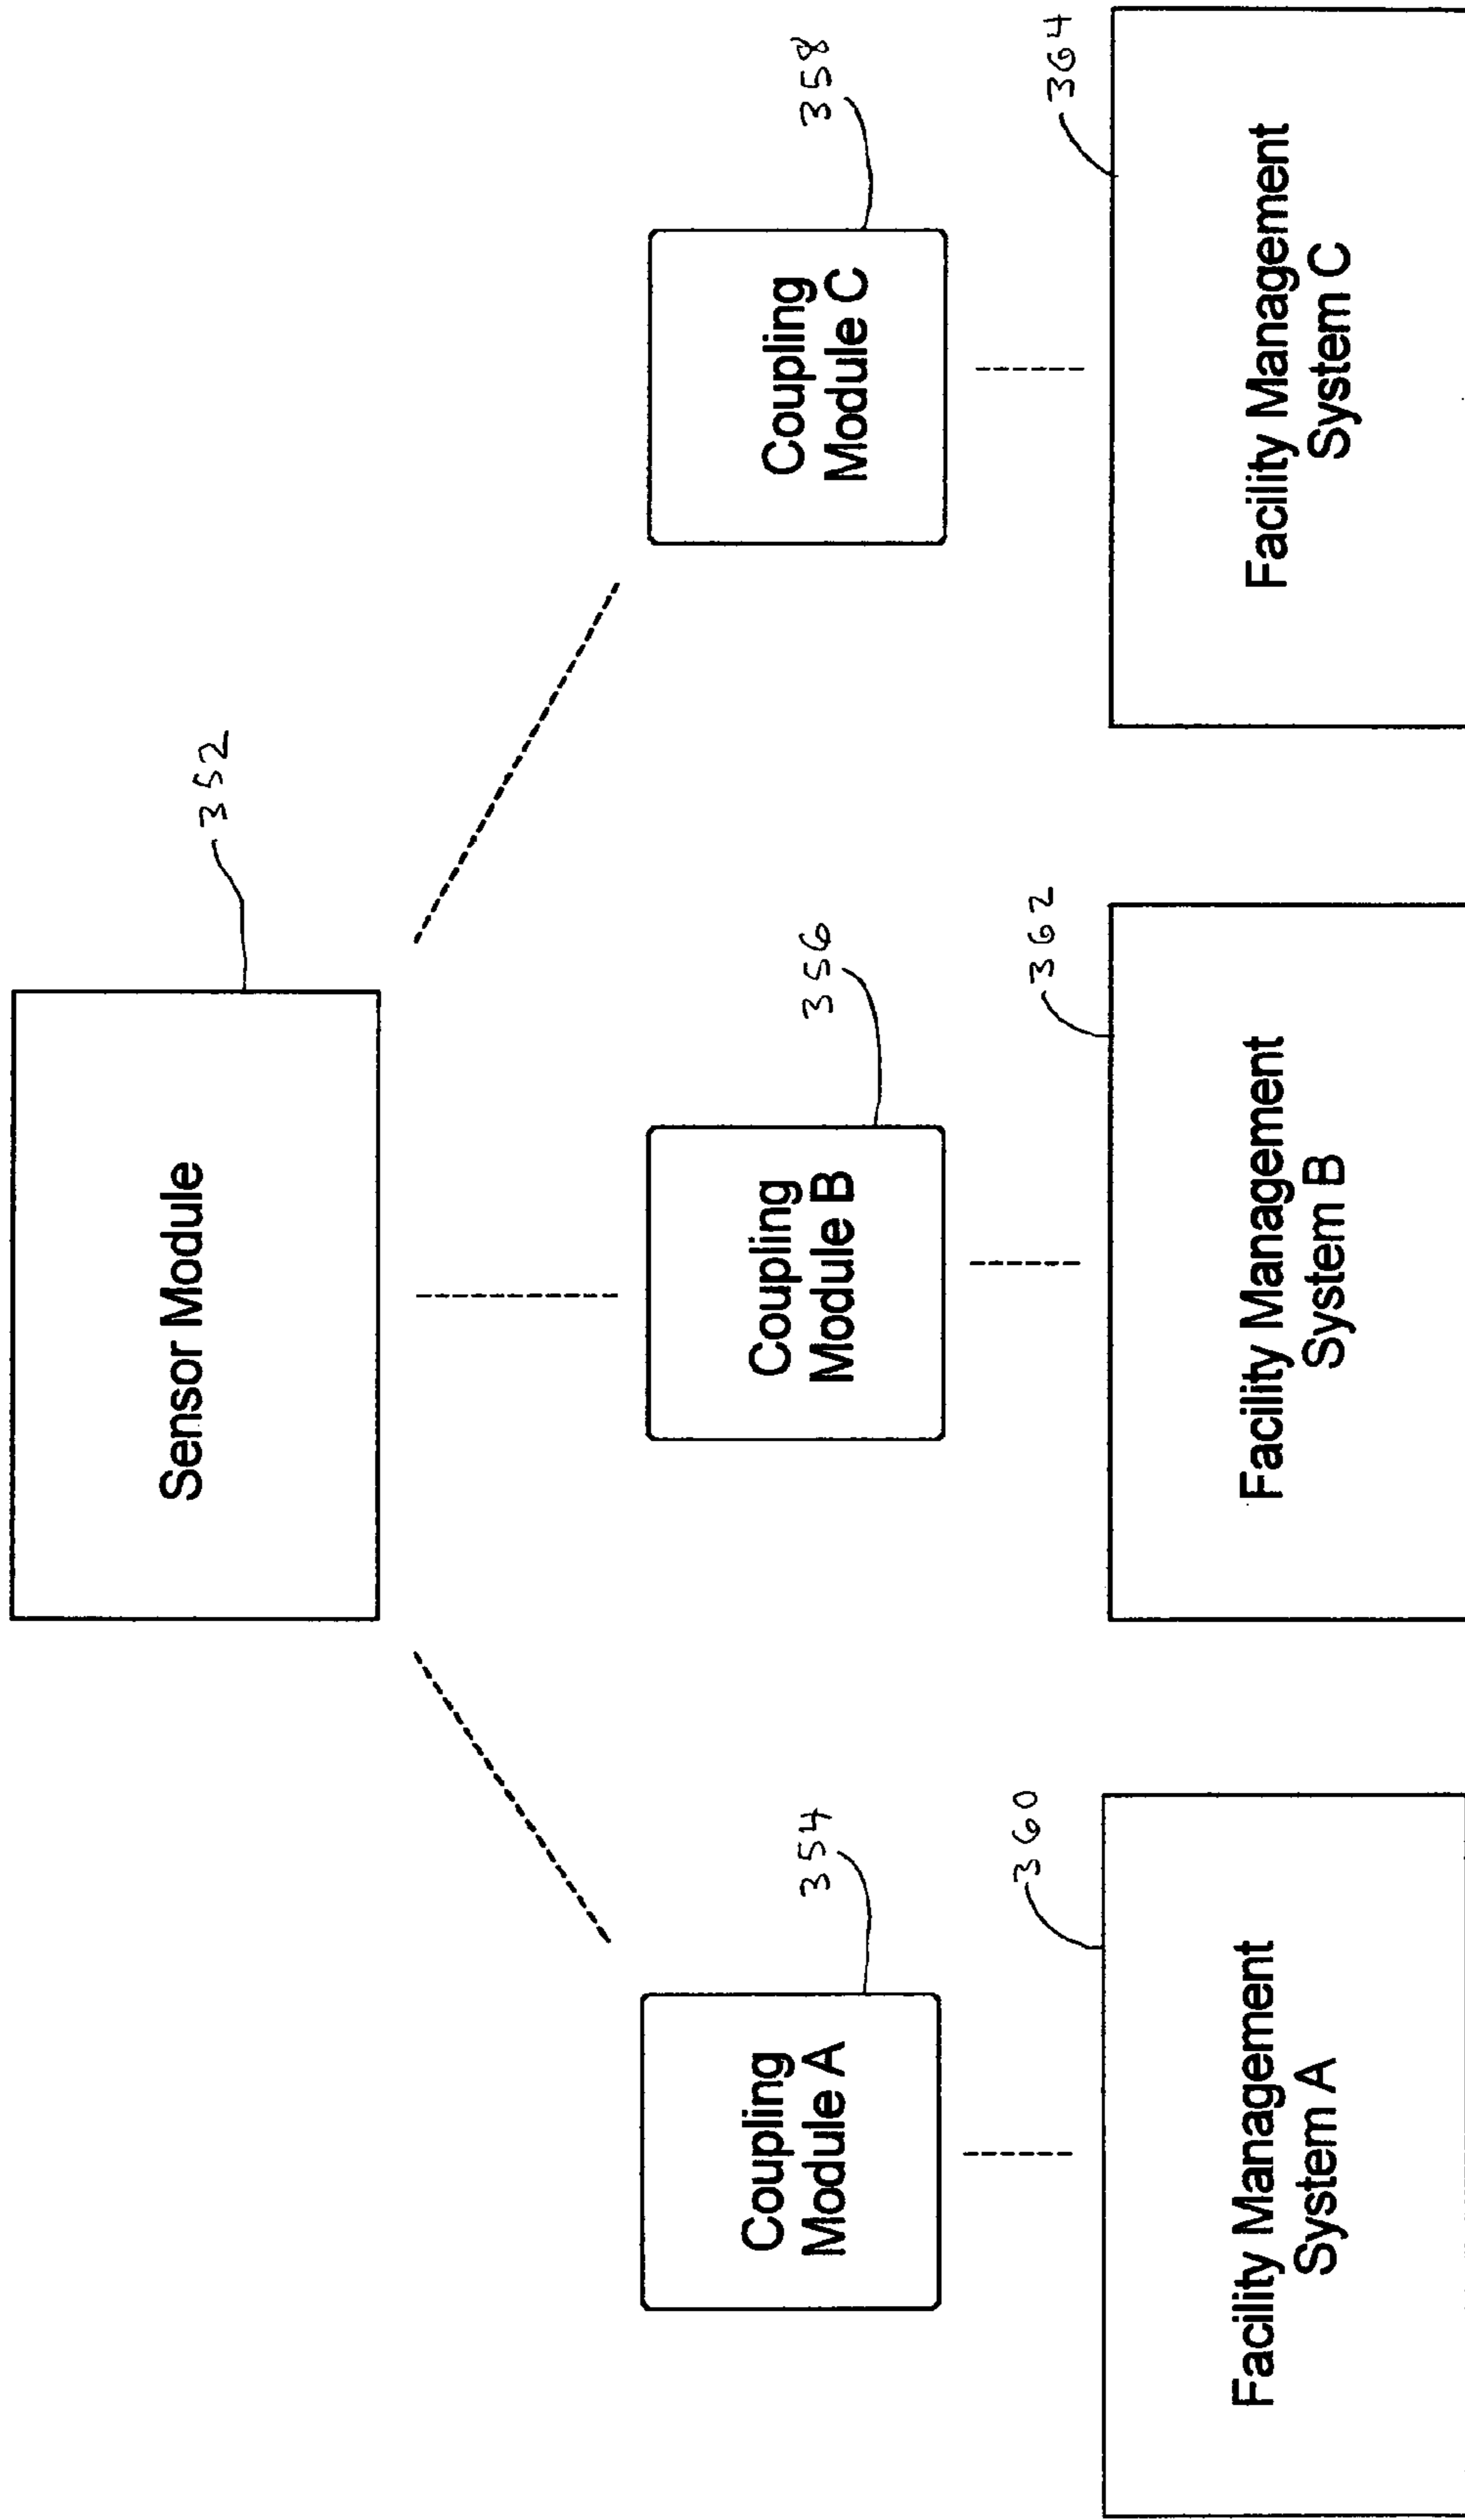 Sensor Module
352
354
Coupling
Module A
356
Coupling
Module B
358
Coupling
Module C
360
Facility Management
System A
362
Facility Management
System B
364
Facility Management
System C